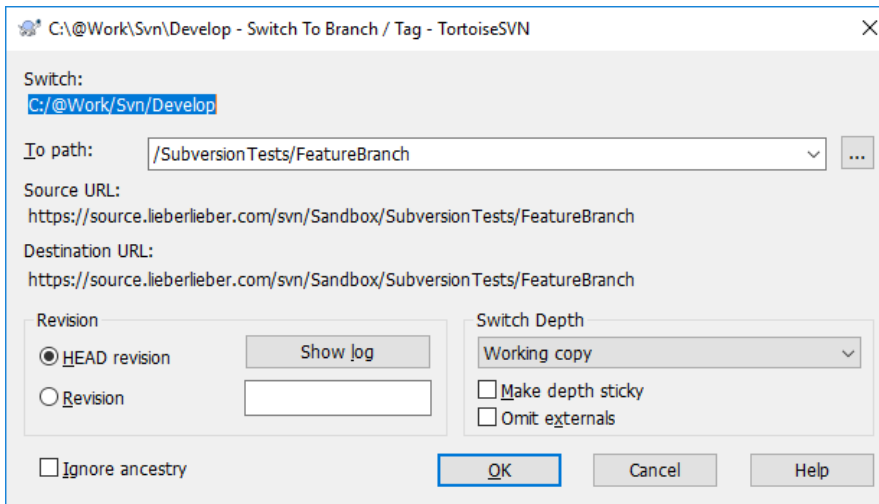 C:\@Work\Svn\Develop - Switch To Branch / Tag - TortoiseSVN
Switch:
C:/@Work/Svn/Develop
To path:
/SubversionTests/FeatureBranch
...
Source URL:
https://source.lieberlieber.com/svn/Sandbox/SubversionTests/FeatureBranch
Destination URL:
https://source.lieberlieber.com/svn/Sandbox/SubversionTests/FeatureBranch
Revision
HEAD revision
Show log
Revision
Switch Depth
Working copy
Make depth sticky
Omit externals
Ignore ancestry
OK
Cancel
Help